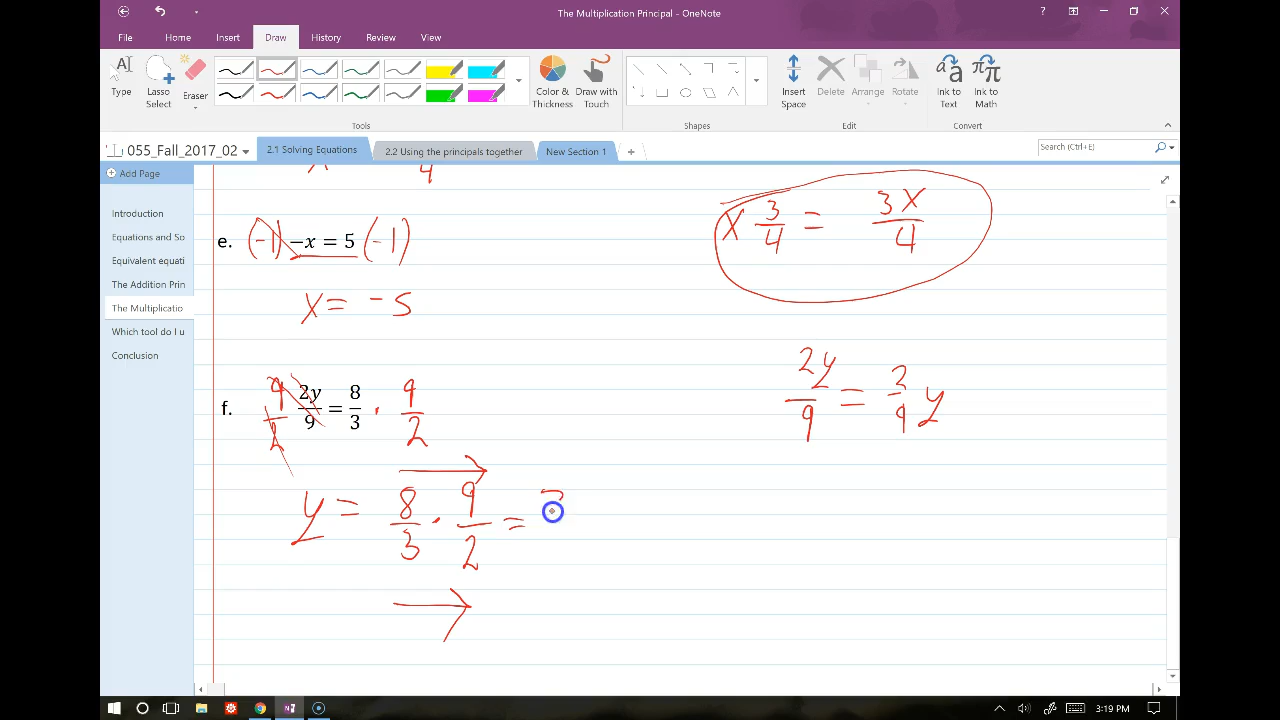 The Multiplication Principal - OneNote
File Home Insert Draw History Review View
Type Lasso Select Eraser Color & Thickness Draw with Touch Insert Space Delete Arrange Rotate Ink to Text Ink to Math
Tools Shapes Edit Convert
055_Fall_2017_02 2.1 Solving Equations 2.2 Using the principals together New Section 1 + Search (Ctrl+E)
Add Page
Introduction
Equations and So
Equivalent equati
The Addition Prin
The Multiplicatio
Which tool do I u
Conclusion
4
x 3/4 = 3x/4
e. (-1) −x = 5 (-1)
x = -5
f. 9/2 2y/9 = 8/3 · 9/2
2y/9 = 2/9 y
y = 8/3 · 9/2 = 7
3:19 PM